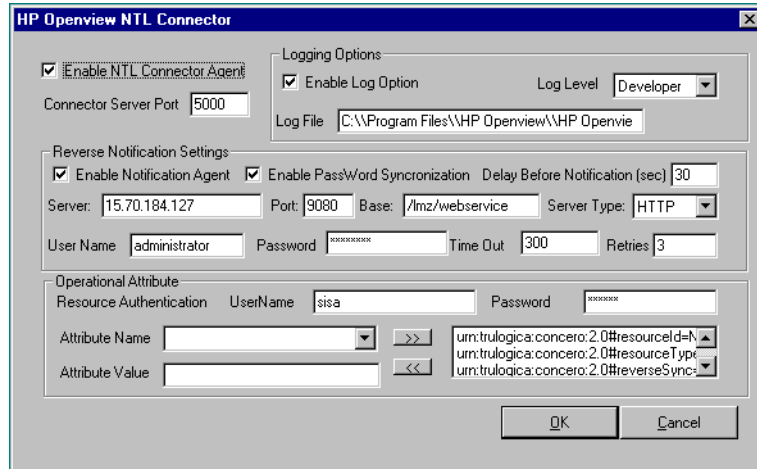 HP Openview NTL Connector
Enable NTL Connector Agent
Connector Server Port 5000
Logging Options
Enable Log Option Log Level Developer
Log File C:\\Program Files\\HP Openview\\HP Openvie
Reverse Notification Settings
Enable Notification Agent Enable PassWord Syncronization Delay Before Notification (sec) 30
Server: 15.70.184.127 Port: 9080 Base: /lmz/webservice Server Type: HTTP
User Name administrator Password ******** Time Out 300 Retries 3
Operational Attribute
Resource Authentication UserName sisa Password ******
Attribute Name >> urn:trulogica:concero:2.0#resourceId=N
urn:trulogica:concero:2.0#resourceType
Attribute Value << urn:trulogica:concero:2.0#reverseSync=
OK Cancel